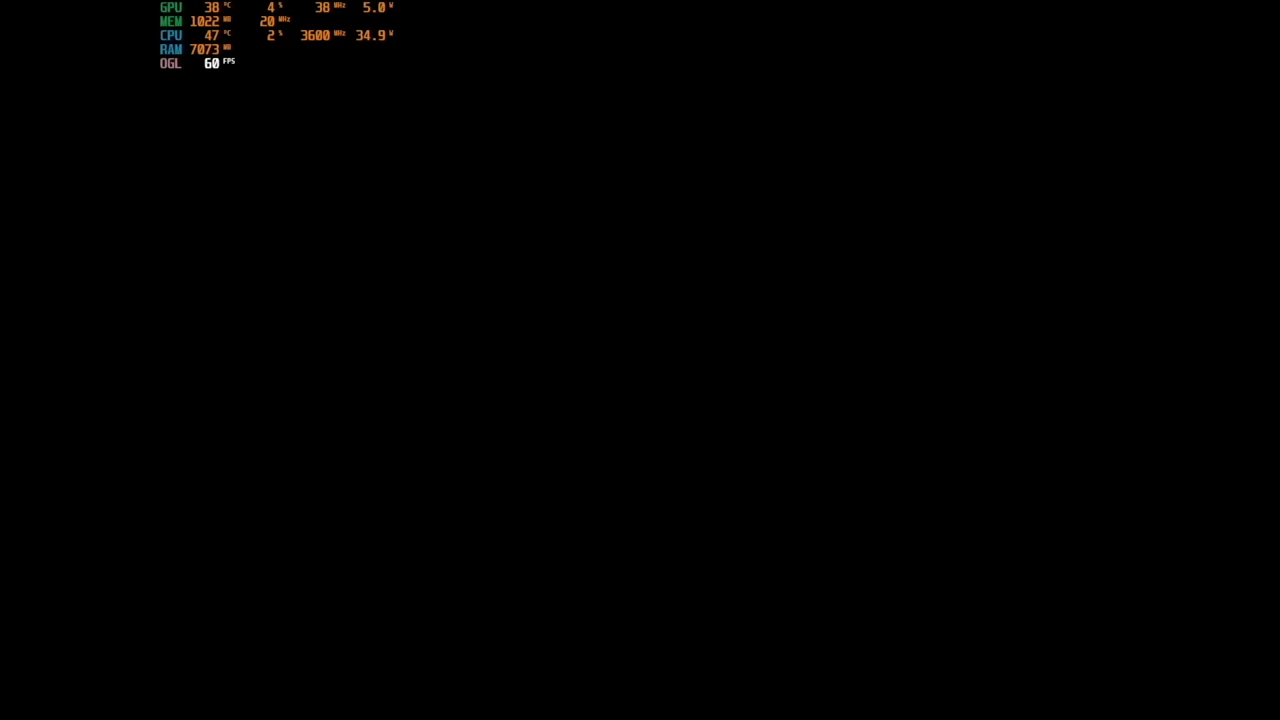 GPU 38 °C 4 % 38 MHz 5.0 W
MEM 1022 MB 20 MHz
CPU 47 °C 2 % 3600 MHz 34.9 W
RAM 7073 MB
OGL 60 FPS